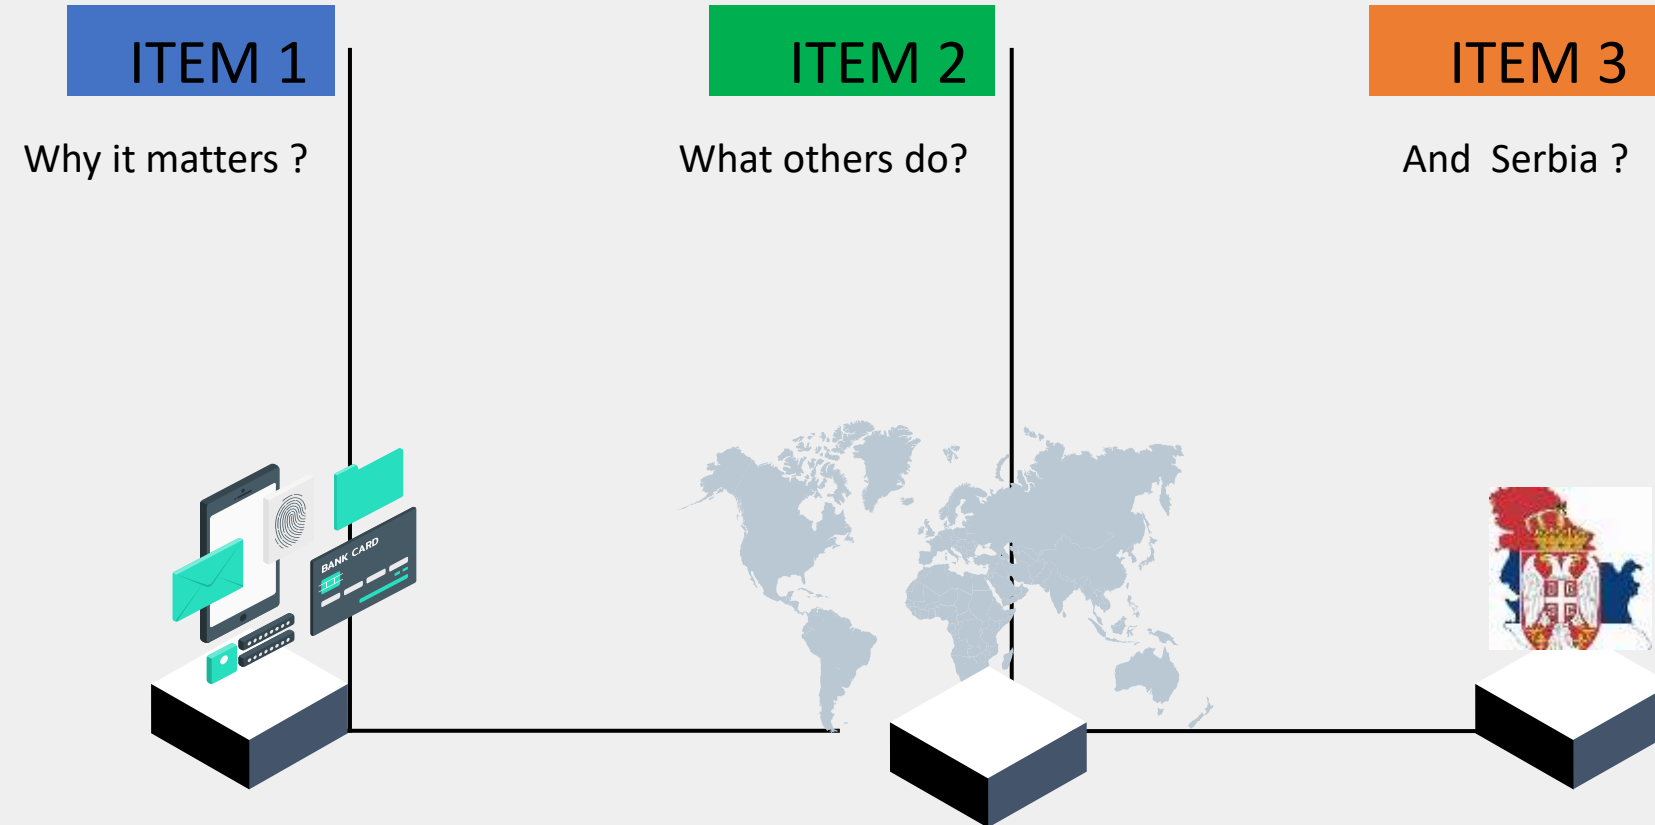 ITEM 1
Why it matters ?
ITEM 2
What others do?
ITEM 3
And Serbia ?
BANK CARD